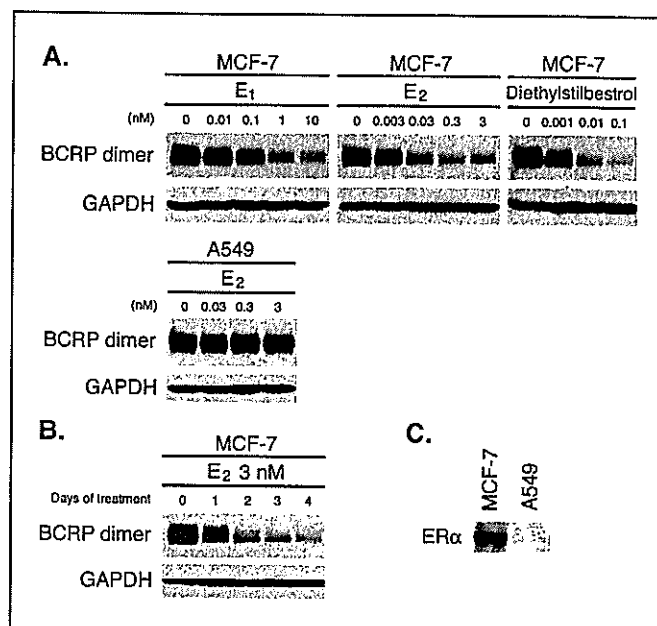 A.
MCF-7 MCF-7 MCF-7
E₁ E₂ Diethylstilbestrol
(nM) 0 0.01 0.1 1 10 0 0.003 0.03 0.3 3 0 0.001 0.01 0.1
BCRP dimer
GAPDH
A549
E₂
(nM) 0 0.03 0.3 3
BCRP dimer
GAPDH
B.
MCF-7
E₂ 3 nM
Days of treatment 0 1 2 3 4
BCRP dimer
GAPDH
C.
MCF-7 A549
ERα